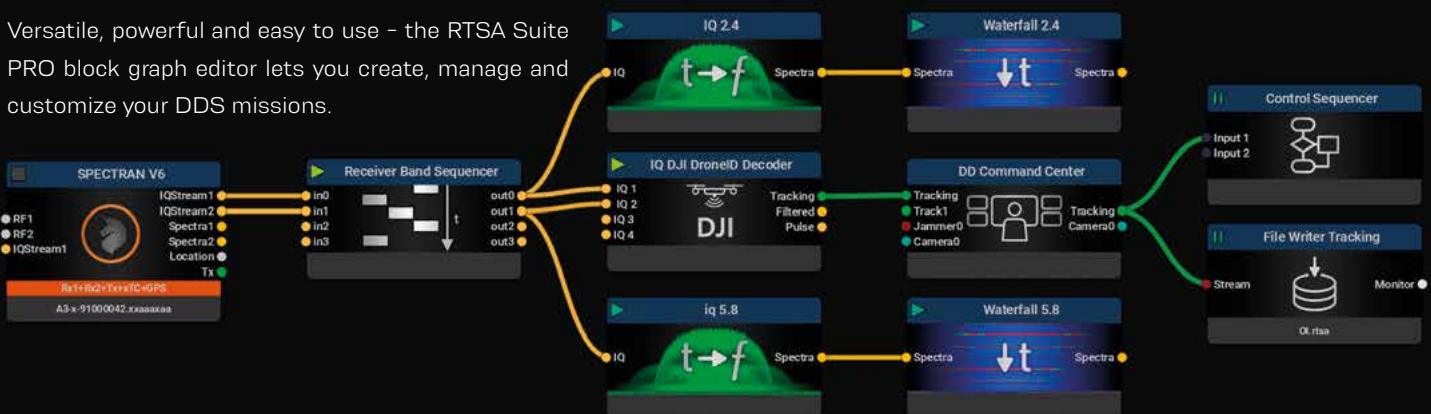 Versatile, powerful and easy to use - the RTSA Suite
PRO block graph editor lets you create, manage and
customize your DDS missions.
SPECTRAN V6
RF1
RF2
IQStream1
IQStream1
IQStream2
Spectra1
Spectra2
Location
Tx
Rx1+Rx2+Tx+xTC+GPS
A3-x-91000042.xxaaaxaa
Receiver Band Sequencer
in0
in1
in2
in3
t
out0
out1
out2
out3
IQ 2.4
IQ
t→f
Spectra
Waterfall 2.4
Spectra
↓t
Spectra
IQ DJI DroneID Decoder
IQ 1
IQ 2
IQ 3
IQ 4
DJI
Tracking
Filtered
Pulse
DD Command Center
Tracking
Track1
Jammer0
Camera0
Tracking
Camera0
iq 5.8
IQ
t→f
Spectra
Waterfall 5.8
Spectra
↓t
Spectra
Control Sequencer
Input 1
Input 2
File Writer Tracking
Stream
Monitor